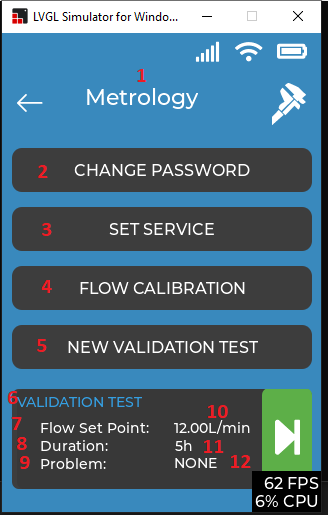 LVGL Simulator for Windo...
1
Metrology
2 CHANGE PASSWORD
3 SET SERVICE
4 FLOW CALIBRATION
5 NEW VALIDATION TEST
6 VALIDATION TEST
10
7 Flow Set Point: 12.00L/min
8 Duration: 5h 11
9 Problem: NONE 12
62 FPS
6% CPU